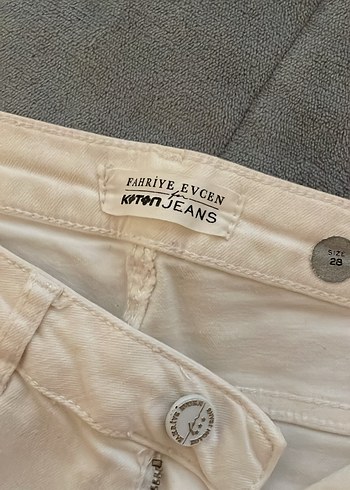 FAHRİYE EVCEN
for
KOTON JEANS
SIZE
28